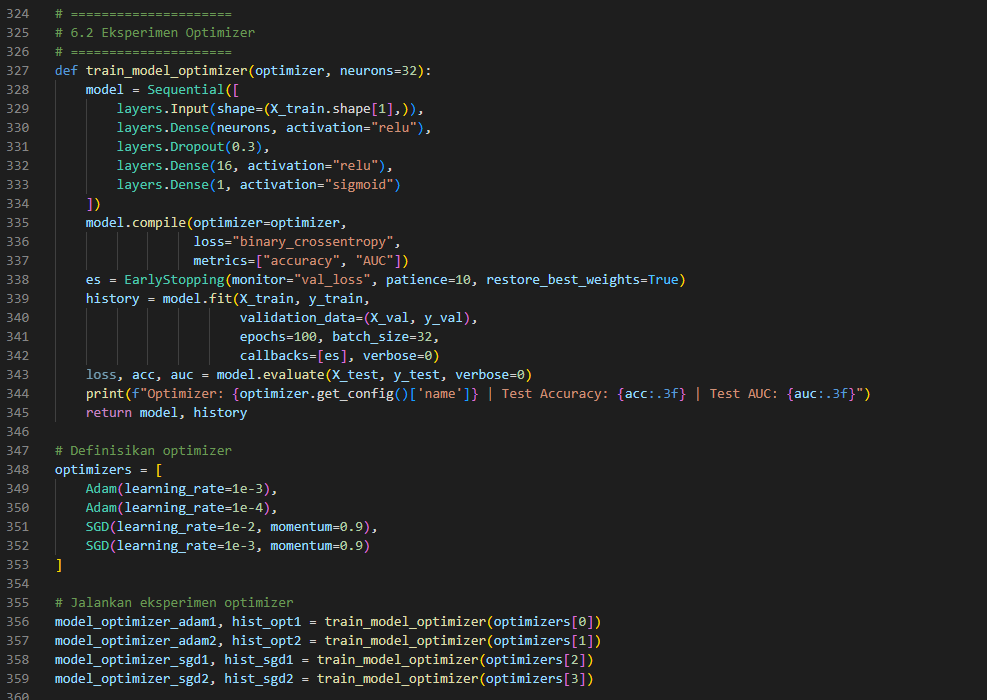 324 # =====================
325 # 6.2 Eksperimen Optimizer
326 # =====================
327 def train_model_optimizer(optimizer, neurons=32):
328     model = Sequential([
329         layers.Input(shape=(X_train.shape[1],)),
330         layers.Dense(neurons, activation="relu"),
331         layers.Dropout(0.3),
332         layers.Dense(16, activation="relu"),
333         layers.Dense(1, activation="sigmoid")
334     ])
335     model.compile(optimizer=optimizer,
336                   loss="binary_crossentropy",
337                   metrics=["accuracy", "AUC"])
338     es = EarlyStopping(monitor="val_loss", patience=10, restore_best_weights=True)
339     history = model.fit(X_train, y_train,
340                         validation_data=(X_val, y_val),
341                         epochs=100, batch_size=32,
342                         callbacks=[es], verbose=0)
343     loss, acc, auc = model.evaluate(X_test, y_test, verbose=0)
344     print(f"Optimizer: {optimizer.get_config()['name']} | Test Accuracy: {acc:.3f} | Test AUC: {auc:.3f}")
345     return model, history
346
347 # Definisikan optimizer
348 optimizers = [
349     Adam(learning_rate=1e-3),
350     Adam(learning_rate=1e-4),
351     SGD(learning_rate=1e-2, momentum=0.9),
352     SGD(learning_rate=1e-3, momentum=0.9)
353 ]
354
355 # Jalankan eksperimen optimizer
356 model_optimizer_adam1, hist_opt1 = train_model_optimizer(optimizers[0])
357 model_optimizer_adam2, hist_opt2 = train_model_optimizer(optimizers[1])
358 model_optimizer_sgd1, hist_sgd1 = train_model_optimizer(optimizers[2])
359 model_optimizer_sgd2, hist_sgd2 = train_model_optimizer(optimizers[3])
360